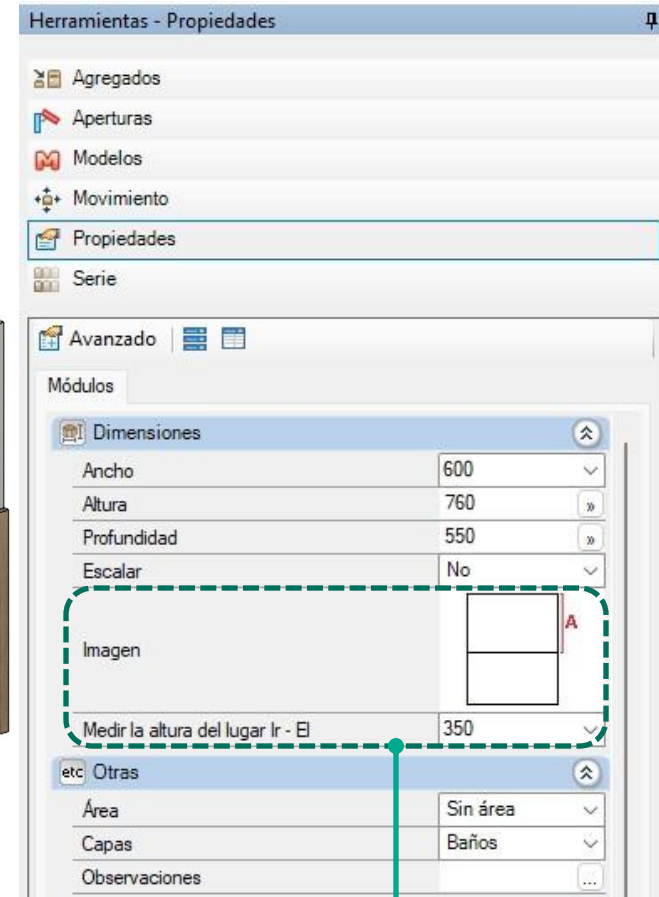 Herramientas - Propiedades
Agregados
Aperturas
Modelos
Movimiento
Propiedades
Serie
Avanzado
Módulos
Dimensiones
Ancho 600
Altura 760
Profundidad 550
Escalar No
Imagen A
Medir la altura del lugar Ir - El 350
etc Otras
Área Sin área
Capas Baños
Observaciones ...